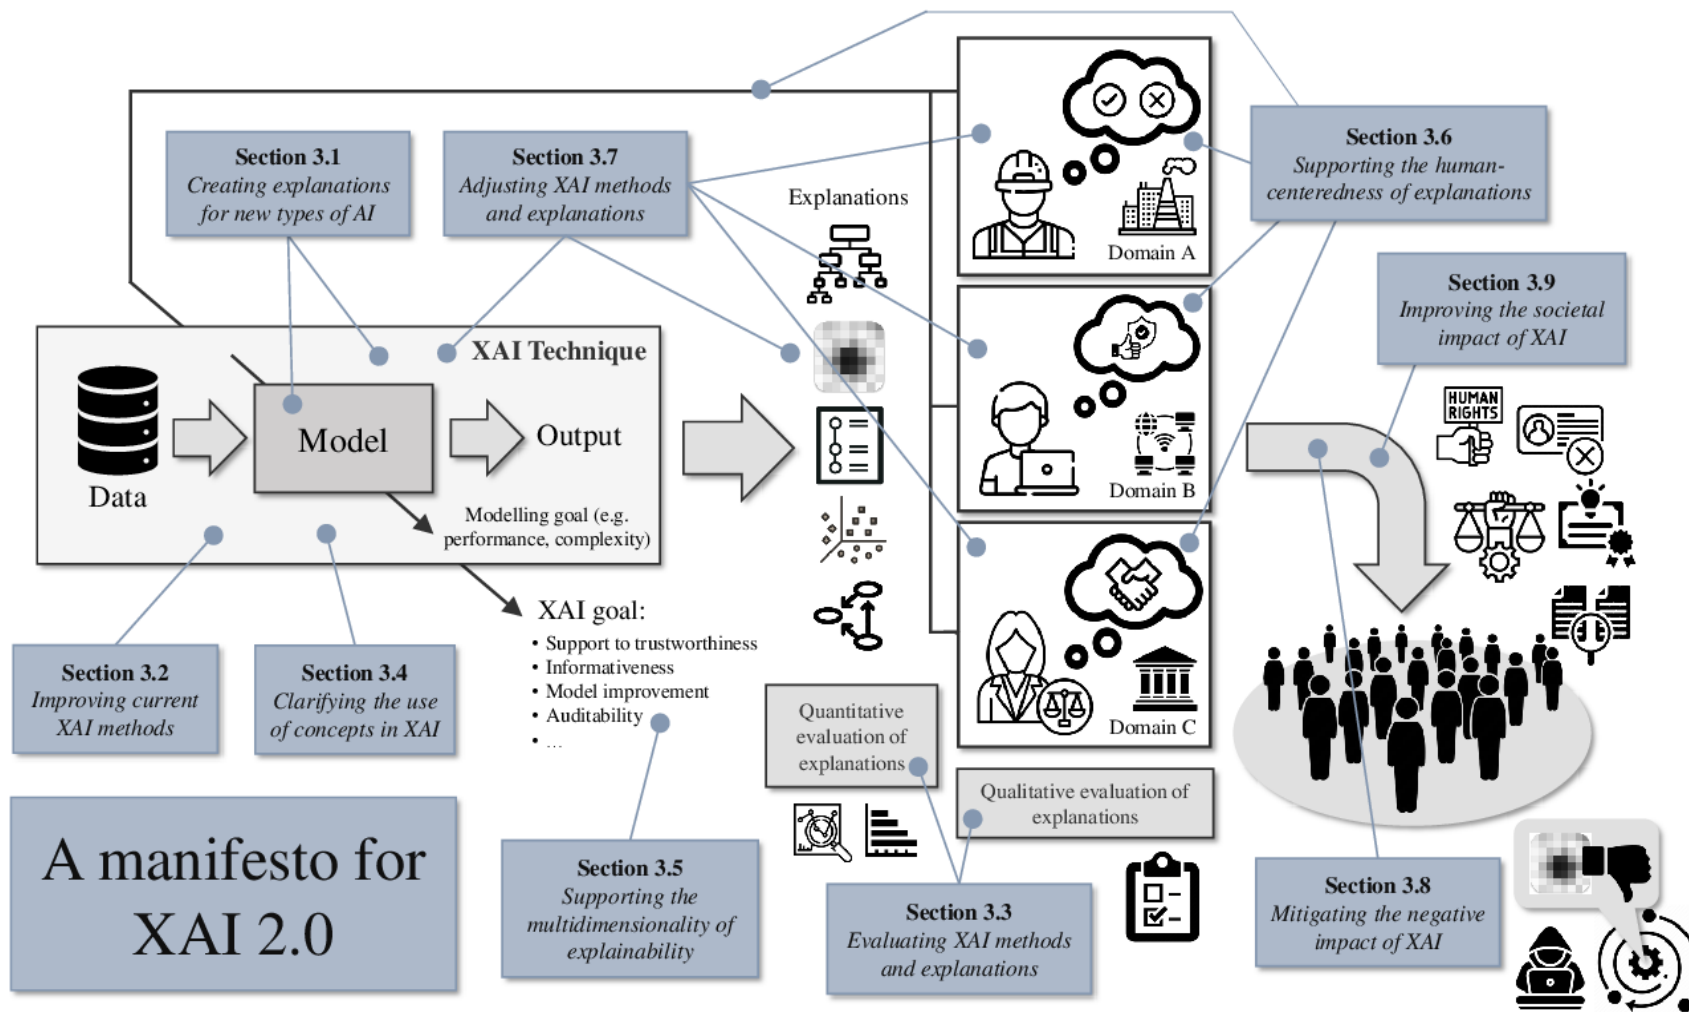 Section 3.1
Creating explanations
for new types of AI
Section 3.7
Adjusting XAI methods
and explanations
Explanations
Domain A
Section 3.6
Supporting the human-
centeredness of explanations
Section 3.9
Improving the societal
impact of XAI
XAI Technique
Data
Model
Output
Modelling goal (e.g.
performance, complexity)
Domain B
HUMAN
RIGHTS
XAI goal:
• Support to trustworthiness
• Informativeness
• Model improvement
• Auditability
• ...
Section 3.2
Improving current
XAI methods
Section 3.4
Clarifying the use
of concepts in XAI
Domain C
Quantitative
evaluation of
explanations
Qualitative evaluation of
explanations
A manifesto for
XAI 2.0
Section 3.5
Supporting the
multidimensionality of
explainability
Section 3.3
Evaluating XAI methods
and explanations
Section 3.8
Mitigating the negative
impact of XAI